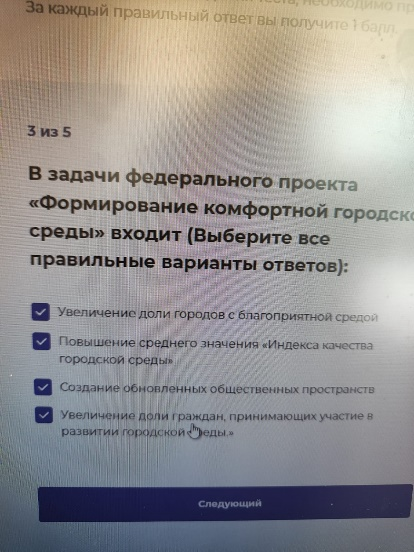 За каждый правильный ответ вы получите 1 балл.
3 из 5
В задачи федерального проекта
«Формирование комфортной городско
среды» входит (Выберите все
правильные варианты ответов):
Увеличение доли городов с благоприятной средой
Повышение среднего значения «Индекса качества
городской среды»
Создание обновленных общественных пространств
Увеличение доли граждан, принимающих участие в
развитии городской среды.»
Следующий